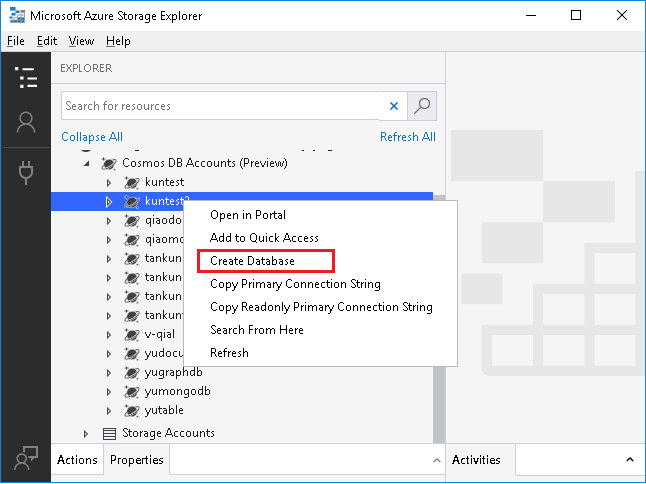 Microsoft Azure Storage Explorer
File Edit View Help
EXPLORER
Search for resources
Collapse All Refresh All
Cosmos DB Accounts (Preview)
kuntest
kuntest2
Open in Portal
Add to Quick Access
Create Database
Copy Primary Connection String
Copy Readonly Primary Connection String
Search From Here
Refresh
qiaodo
qiaomo
tankun
tankun
tankun
tankunt
v-qial
yudocu
yugraphdb
yumongodb
yutable
Storage Accounts
Actions Properties Activities